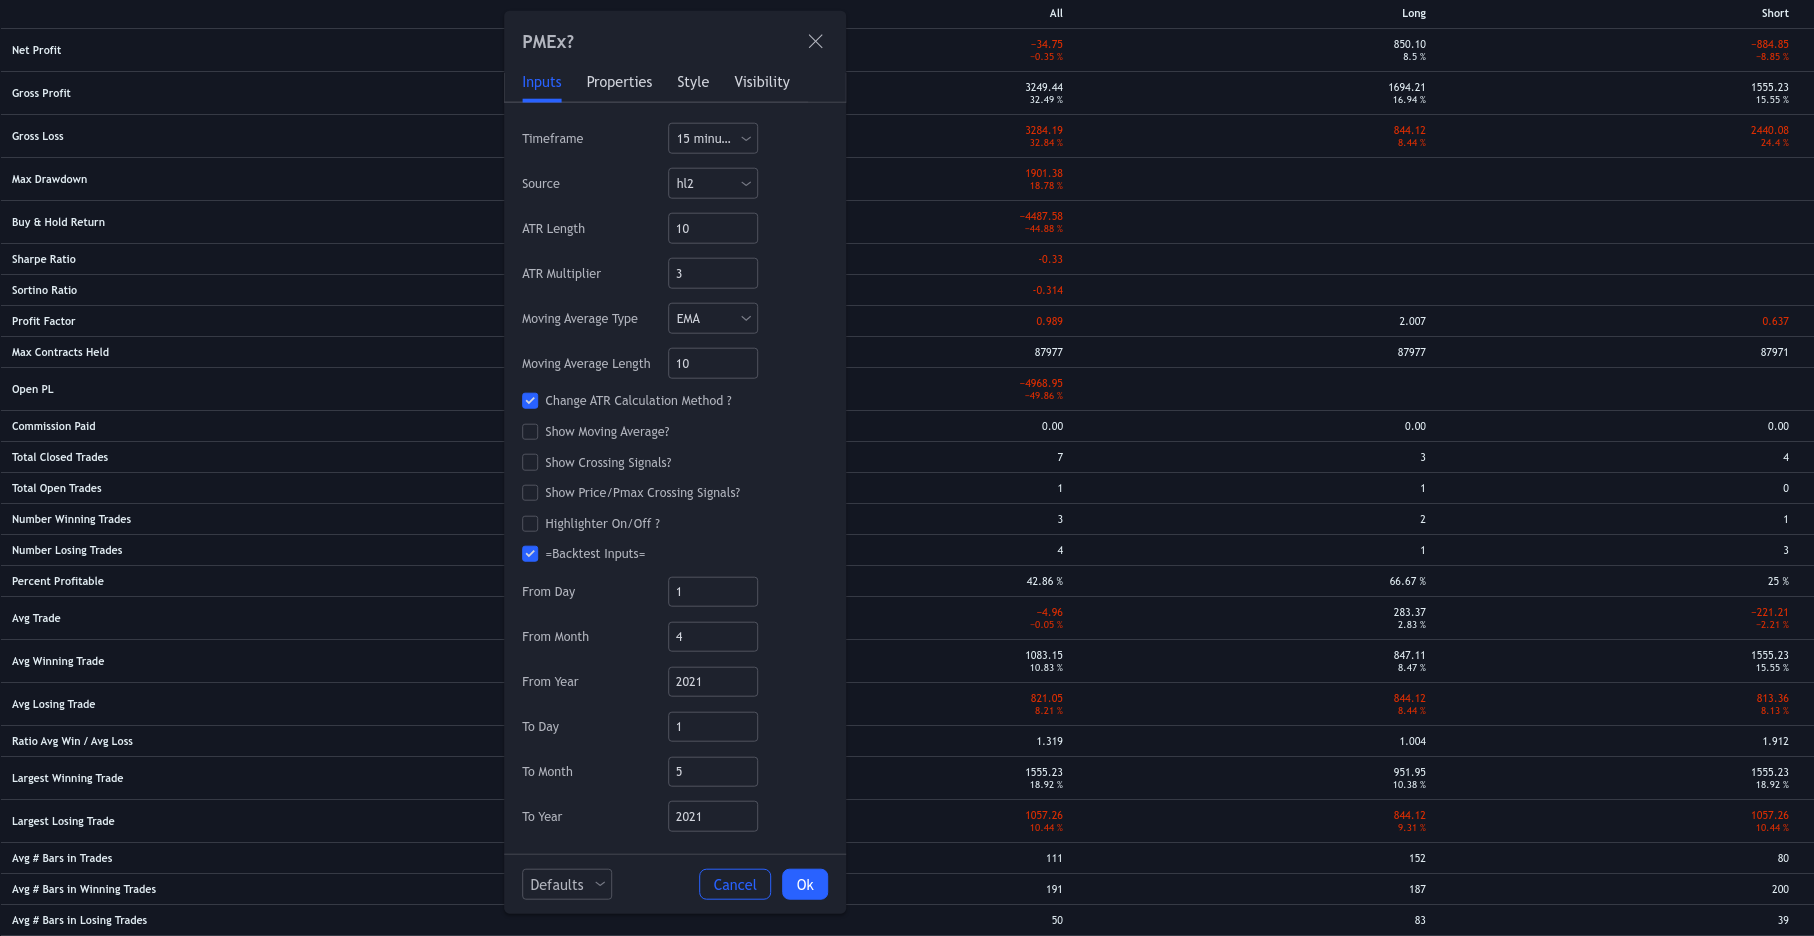 All Long Short
PMEx?
Inputs Properties Style Visibility
Timeframe 15 minu...
Source hl2
ATR Length 10
ATR Multiplier 3
Moving Average Type EMA
Moving Average Length 10
Change ATR Calculation Method ?
Show Moving Average?
Show Crossing Signals?
Show Price/Pmax Crossing Signals?
Highlighter On/Off ?
=Backtest Inputs=
From Day 1
From Month 4
From Year 2021
To Day 1
To Month 5
To Year 2021
Defaults Cancel Ok
Net Profit −34.75 850.10 −884.85
−0.35 % 8.5 % −8.85 %
Gross Profit 3249.44 1694.21 1555.23
32.49 % 16.94 % 15.55 %
Gross Loss 3284.19 844.12 2440.08
32.84 % 8.44 % 24.4 %
Max Drawdown 1901.38
18.78 %
Buy & Hold Return −4487.58
−44.88 %
Sharpe Ratio -0.33
Sortino Ratio -0.314
Profit Factor 0.989 2.007 0.637
Max Contracts Held 87977 87977 87971
Open PL −4968.95
−49.86 %
Commission Paid 0.00 0.00 0.00
Total Closed Trades 7 3 4
Total Open Trades 1 1 0
Number Winning Trades 3 2 1
Number Losing Trades 4 1 3
Percent Profitable 42.86 % 66.67 % 25 %
Avg Trade −4.96 283.37 −221.21
−0.05 % 2.83 % −2.21 %
Avg Winning Trade 1083.15 847.11 1555.23
10.83 % 8.47 % 15.55 %
Avg Losing Trade 821.05 844.12 813.36
8.21 % 8.44 % 8.13 %
Ratio Avg Win / Avg Loss 1.319 1.004 1.912
Largest Winning Trade 1555.23 951.95 1555.23
18.92 % 10.38 % 18.92 %
Largest Losing Trade 1057.26 844.12 1057.26
10.44 % 9.31 % 10.44 %
Avg # Bars in Trades 111 152 80
Avg # Bars in Winning Trades 191 187 200
Avg # Bars in Losing Trades 50 83 39